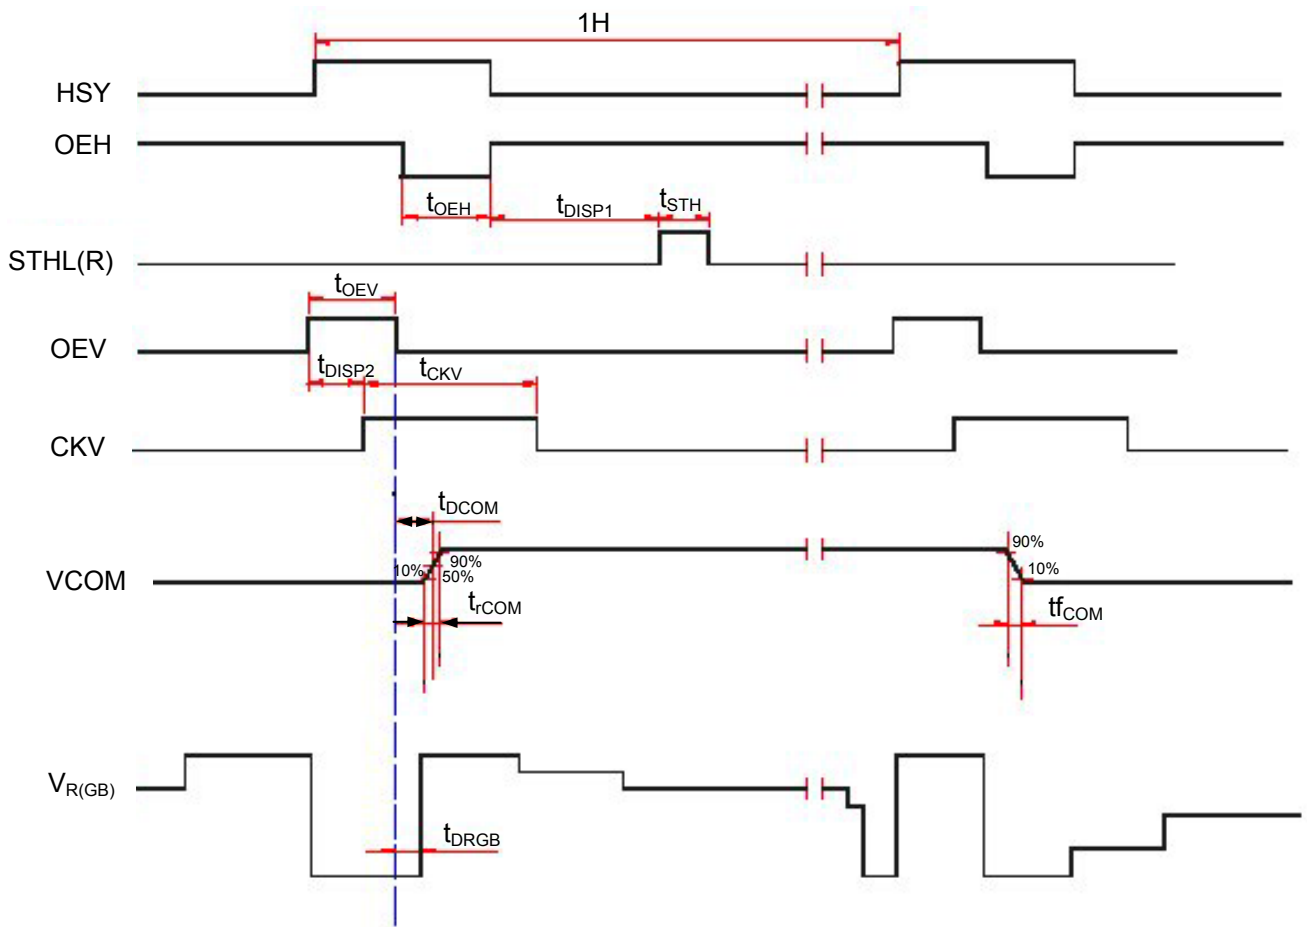 1H
HSY
OEH
tOEH
tDISP1
tSTH
STHL(R)
tOEV
OEV
tDISP2
tCKV
CKV
tDCOM
90%
10%
90%
50%
10%
VCOM
trCOM
tfCOM
VR(GB)
tDRGB